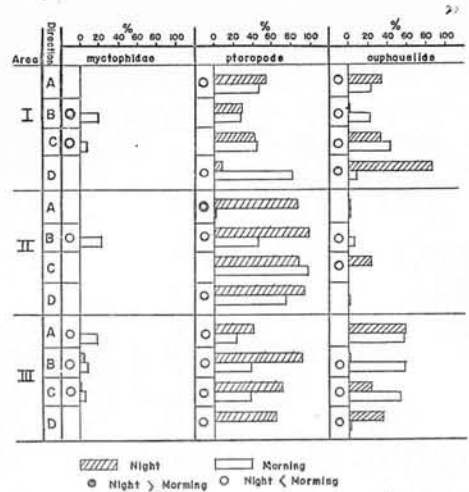 % % %
0 20 40 60 80 100 0 20 40 60 80 100 0 20 40 60 80 100
Area Direction myctophidae pteropode euphausiids
I
A
B
C
D
II
A
B
C
D
III
A
B
C
D
Night Morning
Night > Morning Night < Morning